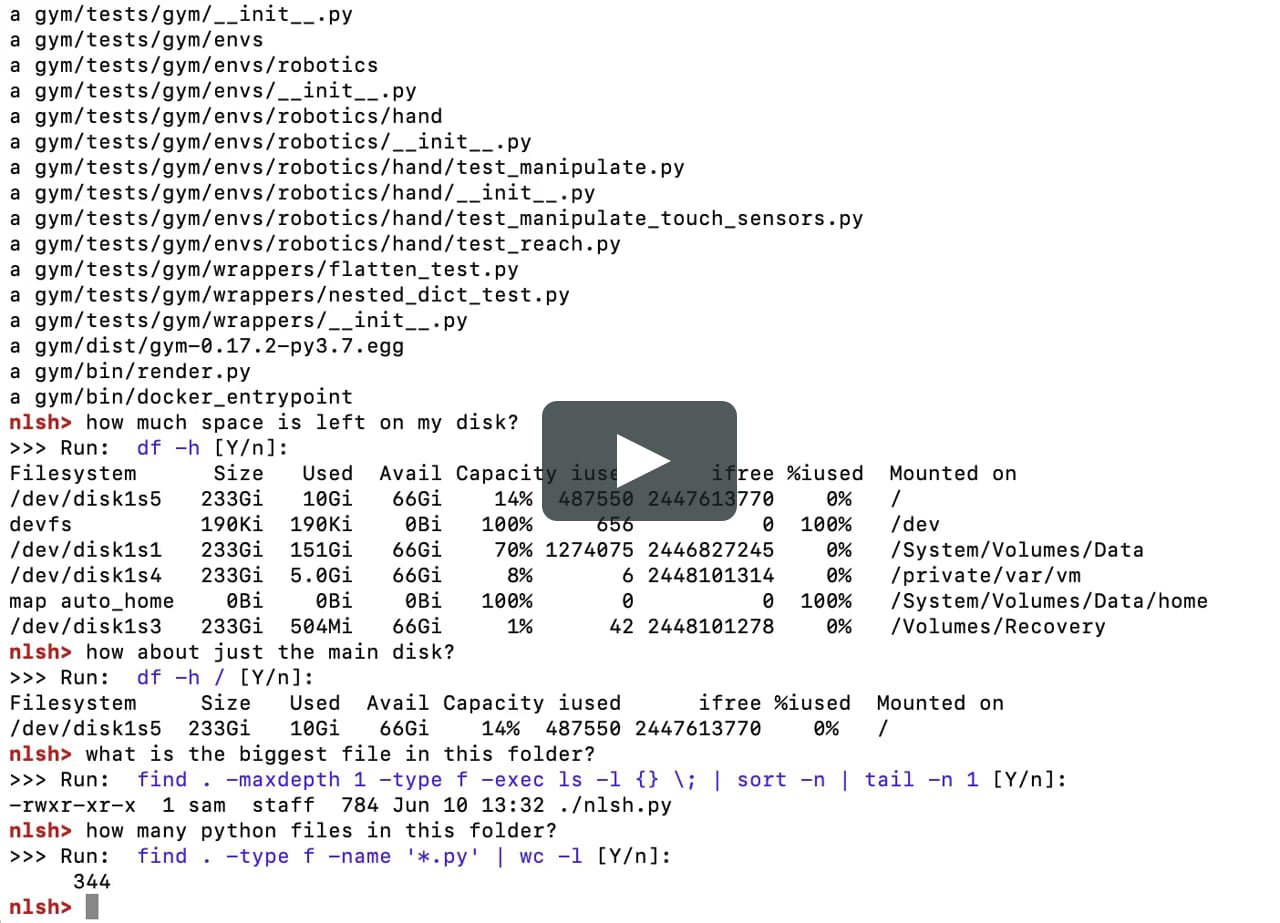 a gym/tests/gym/__init__.py
a gym/tests/gym/envs
a gym/tests/gym/envs/robotics
a gym/tests/gym/envs/__init__.py
a gym/tests/gym/envs/robotics/hand
a gym/tests/gym/envs/robotics/__init__.py
a gym/tests/gym/envs/robotics/hand/test_manipulate.py
a gym/tests/gym/envs/robotics/hand/__init__.py
a gym/tests/gym/envs/robotics/hand/test_manipulate_touch_sensors.py
a gym/tests/gym/envs/robotics/hand/test_reach.py
a gym/tests/gym/wrappers/flatten_test.py
a gym/tests/gym/wrappers/nested_dict_test.py
a gym/tests/gym/wrappers/__init__.py
a gym/dist/gym-0.17.2-py3.7.egg
a gym/bin/render.py
a gym/bin/docker_entrypoint
nlsh> how much space is left on my disk?
>>> Run:  df -h [Y/n]:
Filesystem      Size   Used  Avail Capacity iused      ifree %iused  Mounted on
/dev/disk1s5   233Gi   10Gi   66Gi    14%  487550 2447613770    0%   /
devfs          190Ki  190Ki    0Bi   100%     656          0  100%   /dev
/dev/disk1s1   233Gi  151Gi   66Gi    70% 1274075 2446827245    0%   /System/Volumes/Data
/dev/disk1s4   233Gi  5.0Gi   66Gi     8%       6 2448101314    0%   /private/var/vm
map auto_home    0Bi    0Bi    0Bi   100%       0          0  100%   /System/Volumes/Data/home
/dev/disk1s3   233Gi  504Mi   66Gi     1%      42 2448101278    0%   /Volumes/Recovery
nlsh> how about just the main disk?
>>> Run:  df -h / [Y/n]:
Filesystem     Size   Used  Avail Capacity iused      ifree %iused  Mounted on
/dev/disk1s5  233Gi   10Gi   66Gi    14%  487550 2447613770    0%   /
nlsh> what is the biggest file in this folder?
>>> Run:  find . -maxdepth 1 -type f -exec ls -l {} \; | sort -n | tail -n 1 [Y/n]:
-rwxr-xr-x  1 sam  staff  784 Jun 10 13:32 ./nlsh.py
nlsh> how many python files in this folder?
>>> Run:  find . -type f -name '*.py' | wc -l [Y/n]:
     344
nlsh>